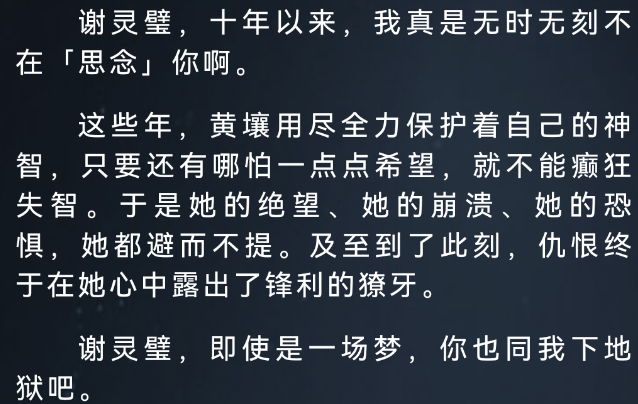 谢灵璧，十年以来，我真是无时无刻不
在「思念」你啊。
这些年，黄壤用尽全力保护着自己的神
智，只要还有哪怕一点点希望，就不能癫狂
失智。于是她的绝望、她的崩溃、她的恐
惧，她都避而不提。及至到了此刻，仇恨终
于在她心中露出了锋利的獠牙。
谢灵璧，即使是一场梦，你也同我下地
狱吧。